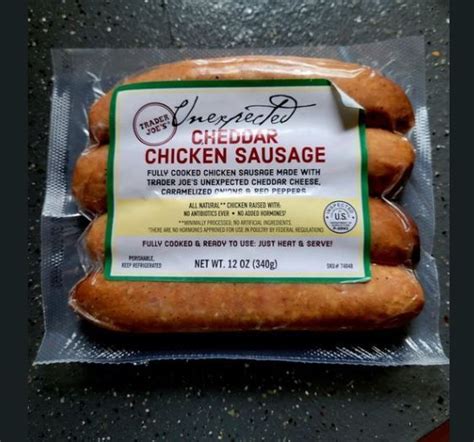 TRADER JOE'S
Unexpected
CHEDDAR
CHICKEN SAUSAGE
FULLY COOKED CHICKEN SAUSAGE MADE WITH
TRADER JOE'S UNEXPECTED CHEDDAR CHEESE,
CARAMELIZED ONIONS & RED PEPPERS
ALL NATURAL** CHICKEN RAISED WITH:
NO ANTIBIOTICS EVER • NO ADDED HORMONES!
**MINIMALLY PROCESSED, NO ARTIFICIAL INGREDIENTS.
†THERE ARE NO HORMONES APPROVED FOR USE IN POULTRY BY FEDERAL REGULATIONS
U.S.
FULLY COOKED & READY TO USE: JUST HEAT & SERVE!
PERISHABLE,
KEEP REFRIGERATED
NET WT. 12 OZ (340g)
SKU#